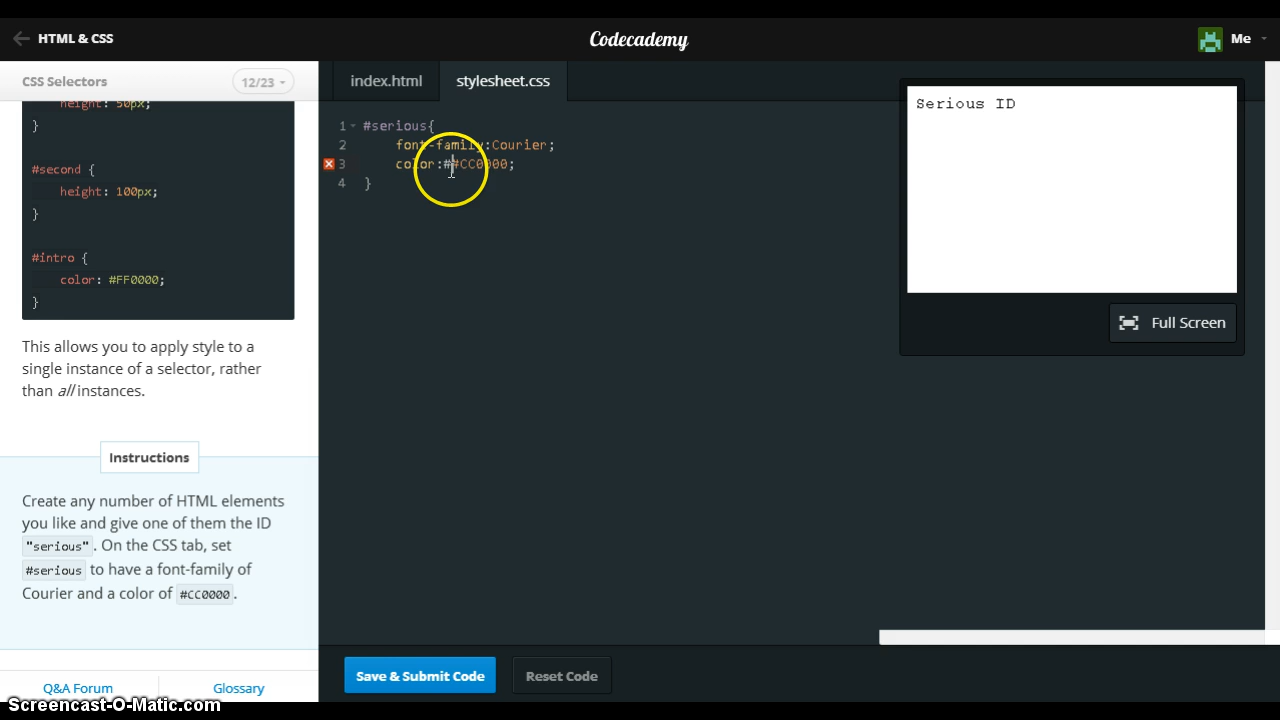 HTML & CSS
Codecademy
Me
CSS Selectors
12/23
index.html
stylesheet.css
height: 50px;
}
#second {
height: 100px;
}
#intro {
color: #FF0000;
}
This allows you to apply style to a
single instance of a selector, rather
than all instances.
Instructions
Create any number of HTML elements
you like and give one of them the ID
"serious". On the CSS tab, set
#serious to have a font-family of
Courier and a color of #CC0000.
Q&A Forum
Glossary
1 #serious{
2 font-family:Courier;
3 color:##CC0000;
4 }
Serious ID
Full Screen
Save & Submit Code
Reset Code
Screencast-O-Matic.com